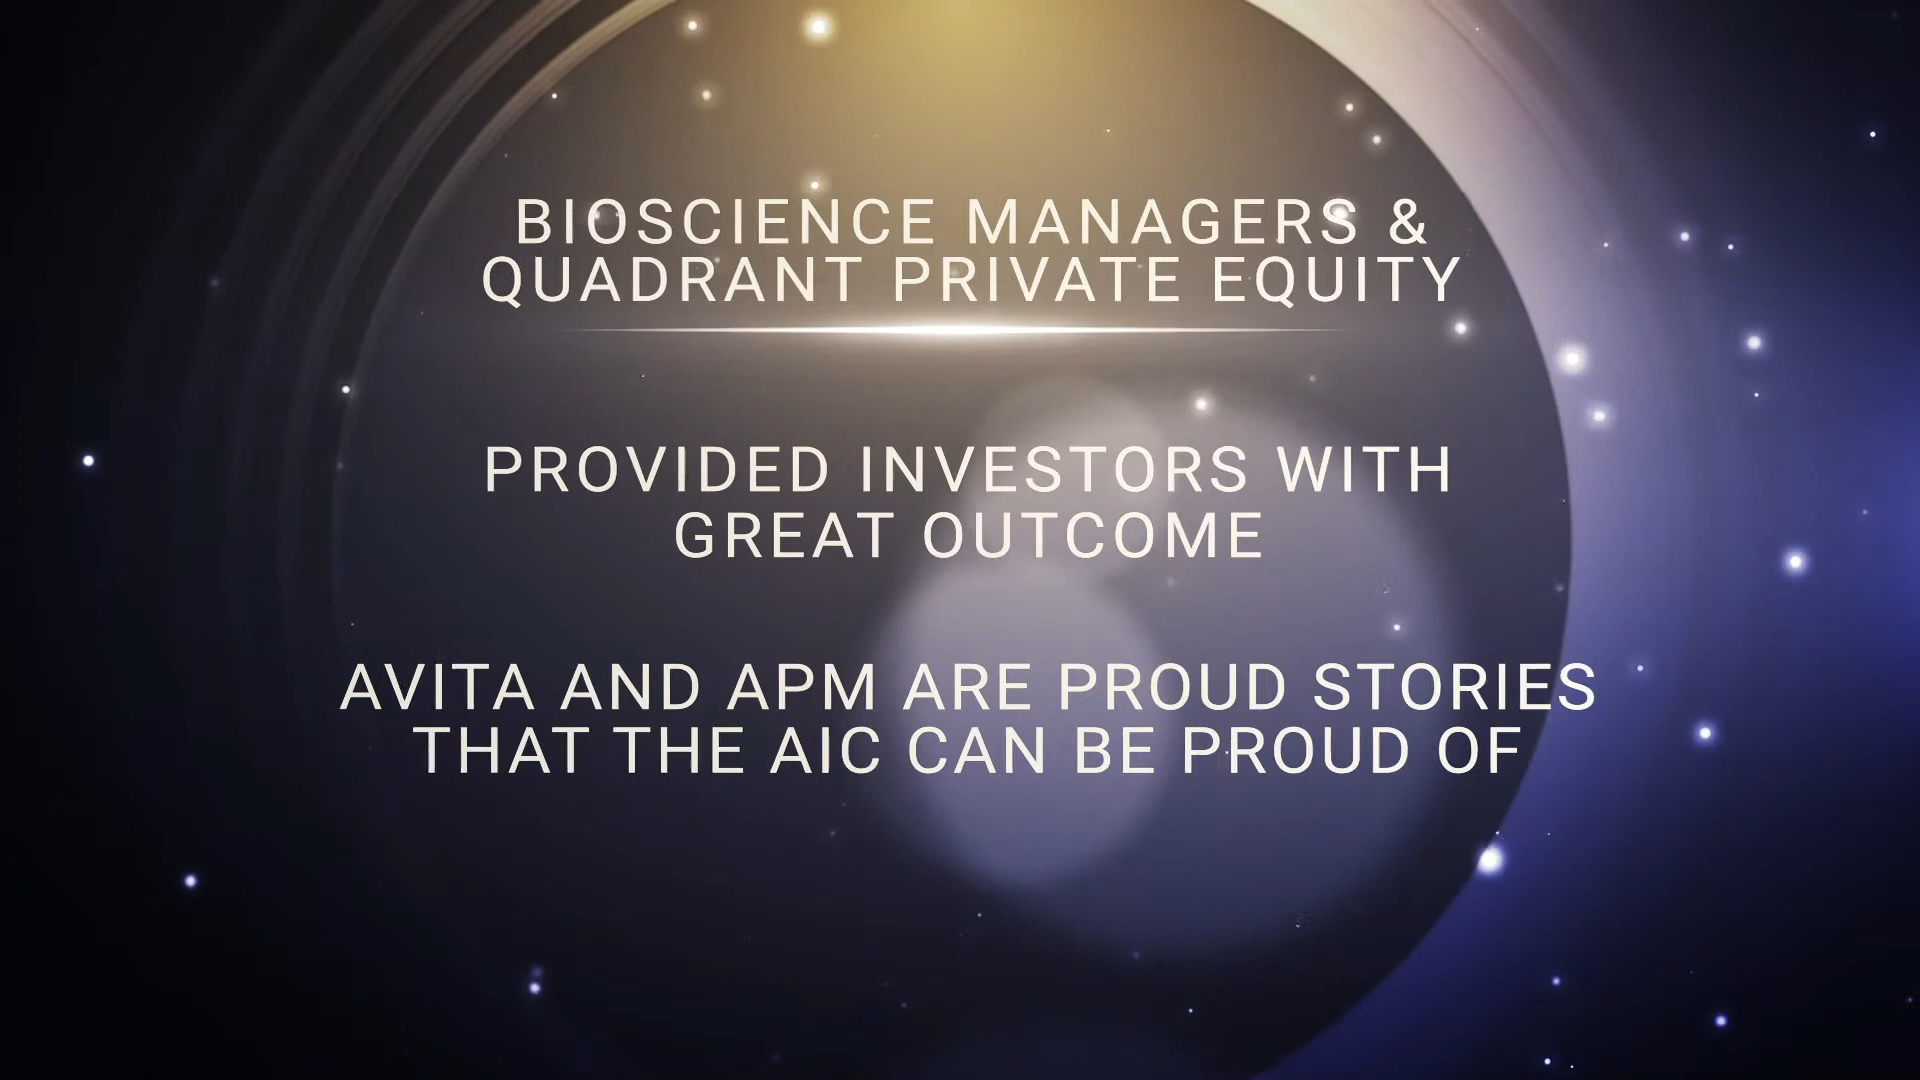 BIOSCIENCE MANAGERS &
QUADRANT PRIVATE EQUITY
PROVIDED INVESTORS WITH
GREAT OUTCOME
AVITA AND APM ARE PROUD STORIES
THAT THE AIC CAN BE PROUD OF